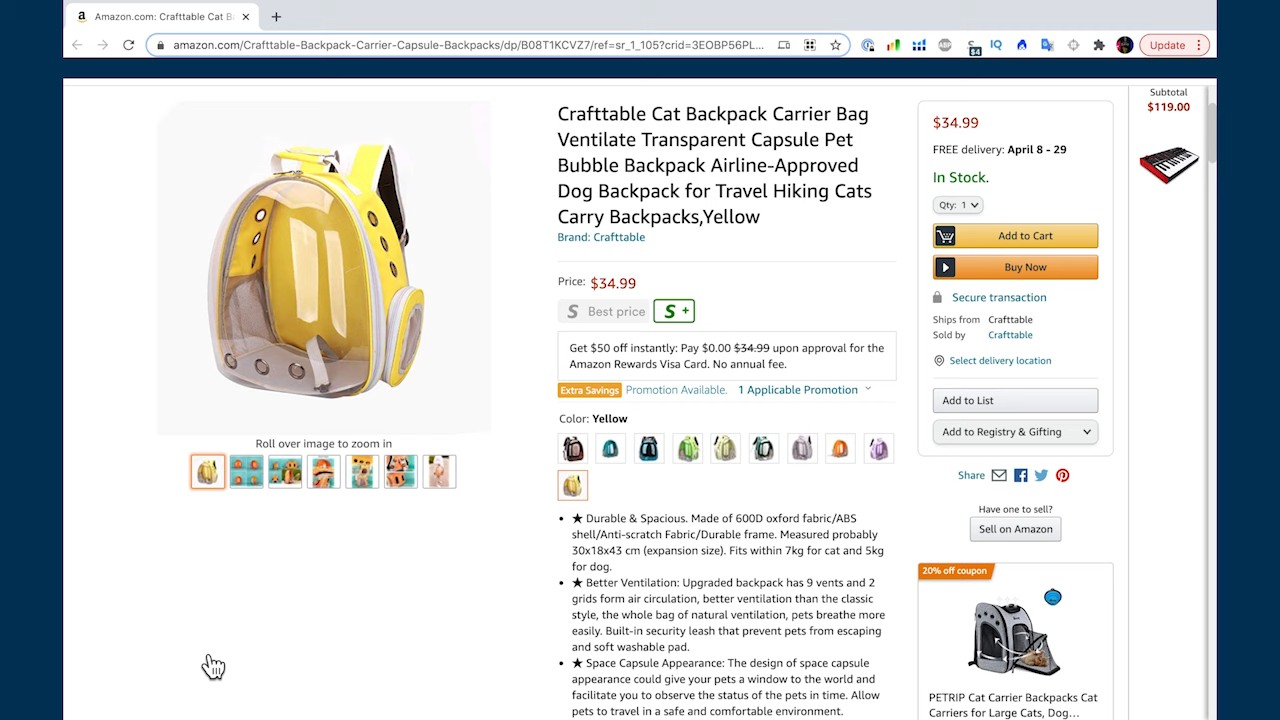 Amazon.com: Crafttable Cat B
amazon.com/Crafttable-Backpack-Carrier-Capsule-Backpacks/dp/B08T1KCVZ7/ref=sr_1_105?crid=3EOBP56PL...
ABP
$4
IQ
Update
Subtotal
$119.00
Crafttable Cat Backpack Carrier Bag
Ventilate Transparent Capsule Pet
Bubble Backpack Airline-Approved
Dog Backpack for Travel Hiking Cats
Carry Backpacks,Yellow
Brand: Crafttable
Price: $34.99
S Best price
S +
Get $50 off instantly: Pay $0.00 $34.99 upon approval for the
Amazon Rewards Visa Card. No annual fee.
Extra Savings Promotion Available. 1 Applicable Promotion
Color: Yellow
Roll over image to zoom in
• ★ Durable & Spacious. Made of 600D oxford fabric/ABS
shell/Anti-scratch Fabric/Durable frame. Measured probably
30x18x43 cm (expansion size). Fits within 7kg for cat and 5kg
for dog.
• ★ Better Ventilation: Upgraded backpack has 9 vents and 2
grids form air circulation, better ventilation than the classic
style, the whole bag of natural ventilation, pets breathe more
easily. Built-in security leash that prevent pets from escaping
and soft washable pad.
• ★ Space Capsule Appearance: The design of space capsule
appearance could give your pets a window to the world and
facilitate you to observe the status of the pets in time. Allow
pets to travel in a safe and comfortable environment.
$34.99
FREE delivery: April 8 - 29
In Stock.
Qty: 1
Add to Cart
Buy Now
Secure transaction
Ships from Crafttable
Sold by Crafttable
Select delivery location
Add to List
Add to Registry & Gifting
Share
Have one to sell?
Sell on Amazon
20% off coupon
PETRIP Cat Carrier Backpacks Cat
Carriers for Large Cats, Dog...